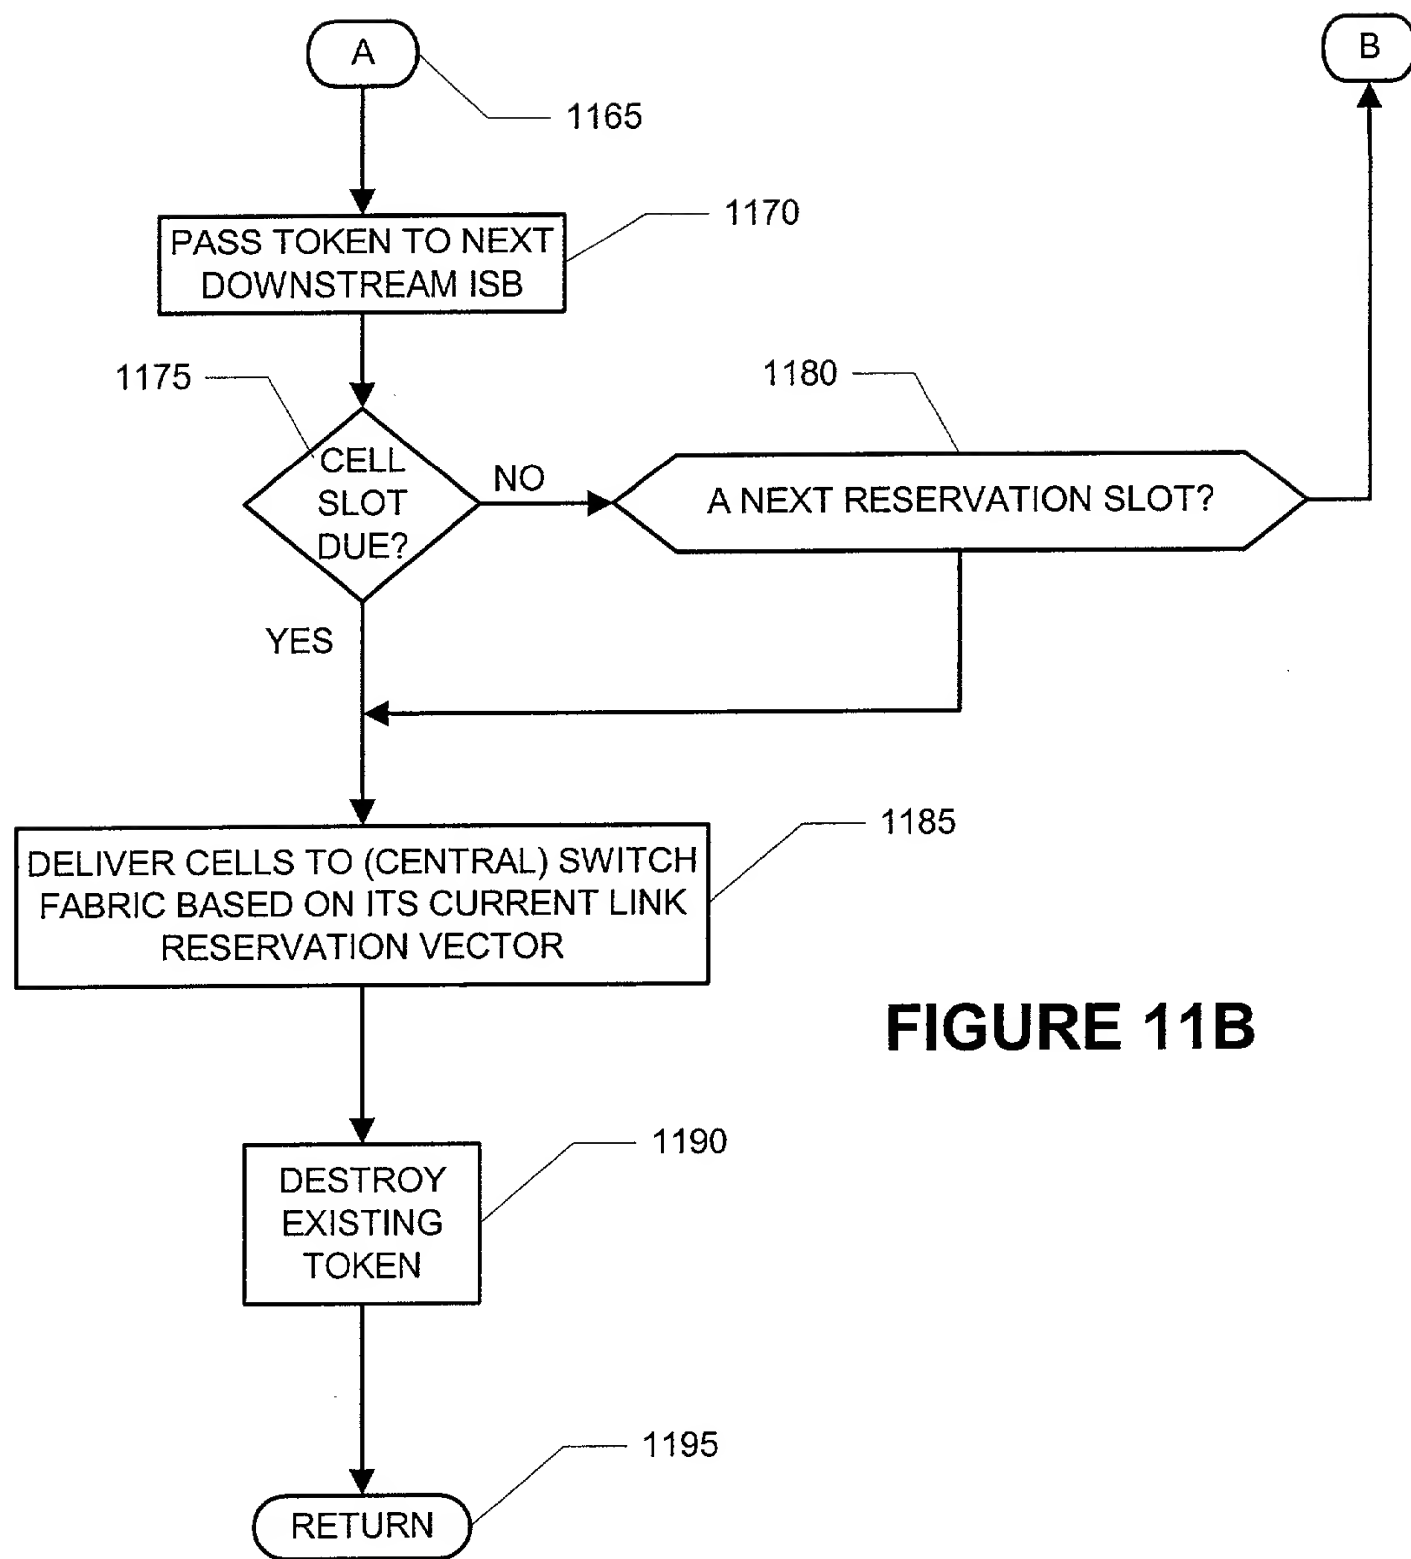 A
B
1165
1170
PASS TOKEN TO NEXT
DOWNSTREAM ISB
1175
1180
CELL
SLOT
DUE?
NO
A NEXT RESERVATION SLOT?
YES
1185
DELIVER CELLS TO (CENTRAL) SWITCH
FABRIC BASED ON ITS CURRENT LINK
RESERVATION VECTOR
FIGURE 11B
1190
DESTROY
EXISTING
TOKEN
1195
RETURN